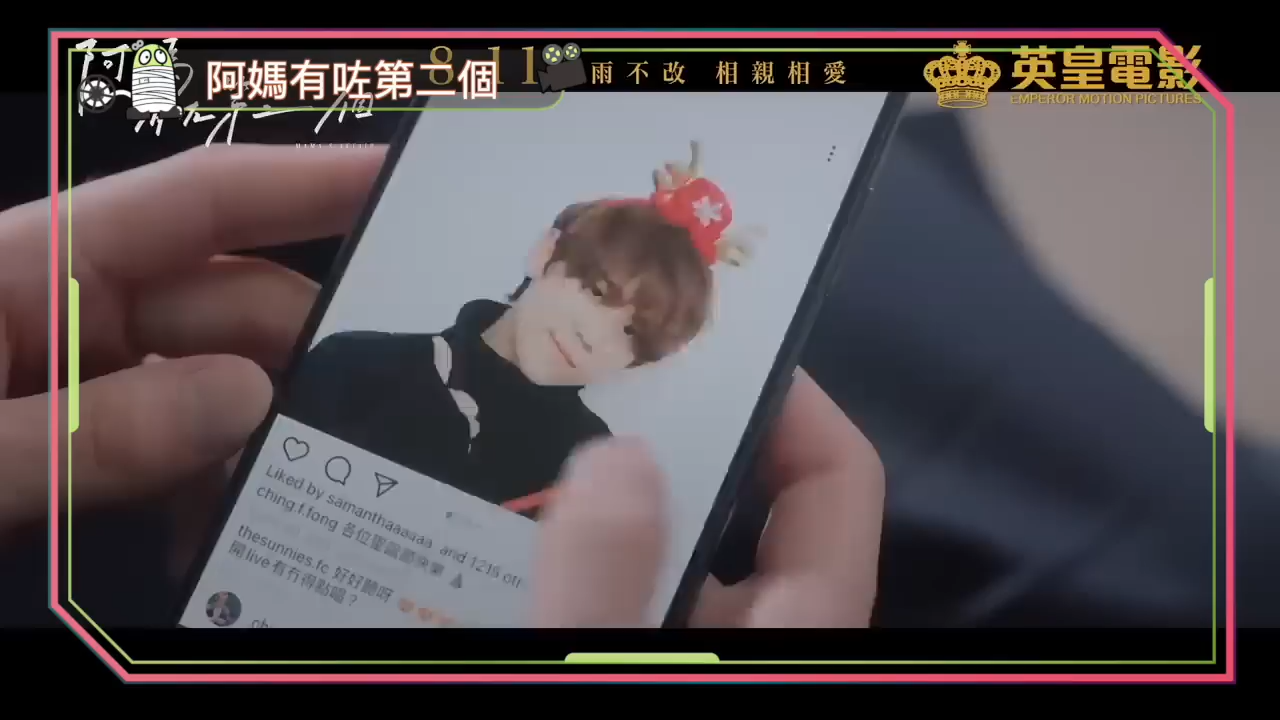 阿媽有咗第二個
8 11
雨不改 相親相愛
英皇電影
EMPEROR MOTION PICTURES
Liked by samanthaaaaaa and 1215 oth
ching.f.fong 各位聖誕節快樂
thesunnies.fc 好好聽呀
開live有冇得點唱？